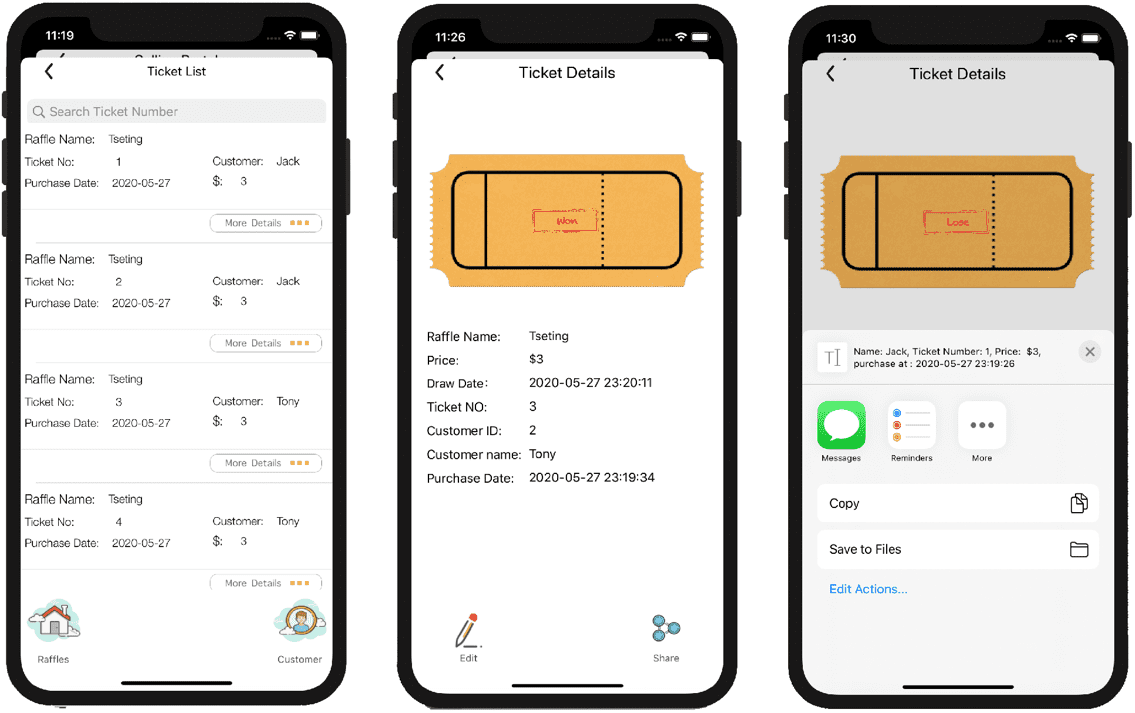 11:19
Ticket List
Search Ticket Number
Raffle Name: Tseting
Ticket No: 1 Customer: Jack
Purchase Date: 2020-05-27 $: 3
More Details
Raffle Name: Tseting
Ticket No: 2 Customer: Jack
Purchase Date: 2020-05-27 $: 3
More Details
Raffle Name: Tseting
Ticket No: 3 Customer: Tony
Purchase Date: 2020-05-27 $: 3
More Details
Raffle Name: Tseting
Ticket No: 4 Customer: Tony
Purchase Date: 2020-05-27 $: 3
More Details
Raffles Customer
11:26
Ticket Details
Won
Raffle Name: Tseting
Price: $3
Draw Date: 2020-05-27 23:20:11
Ticket NO: 3
Customer ID: 2
Customer name: Tony
Purchase Date: 2020-05-27 23:19:34
Edit Share
11:30
Ticket Details
Lose
Name: Jack, Ticket Number: 1, Price: $3,
purchase at : 2020-05-27 23:19:26
Messages Reminders More
Copy
Save to Files
Edit Actions...